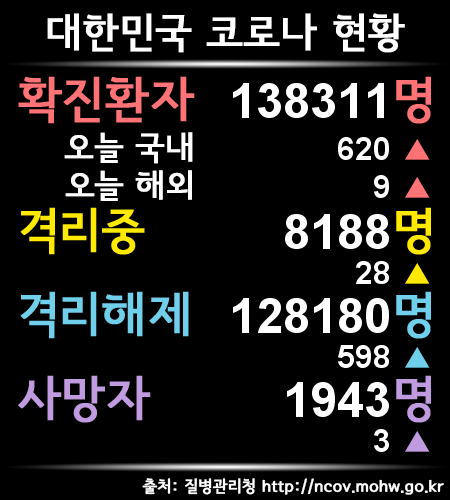 대한민국 코로나 현황
확진환자 138311명
오늘 국내 620 ▲
오늘 해외 9 ▲
격리중 8188명
28 ▲
격리해제 128180명
598 ▲
사망자 1943명
3 ▲
출처: 질병관리청 http://ncov.mohw.go.kr